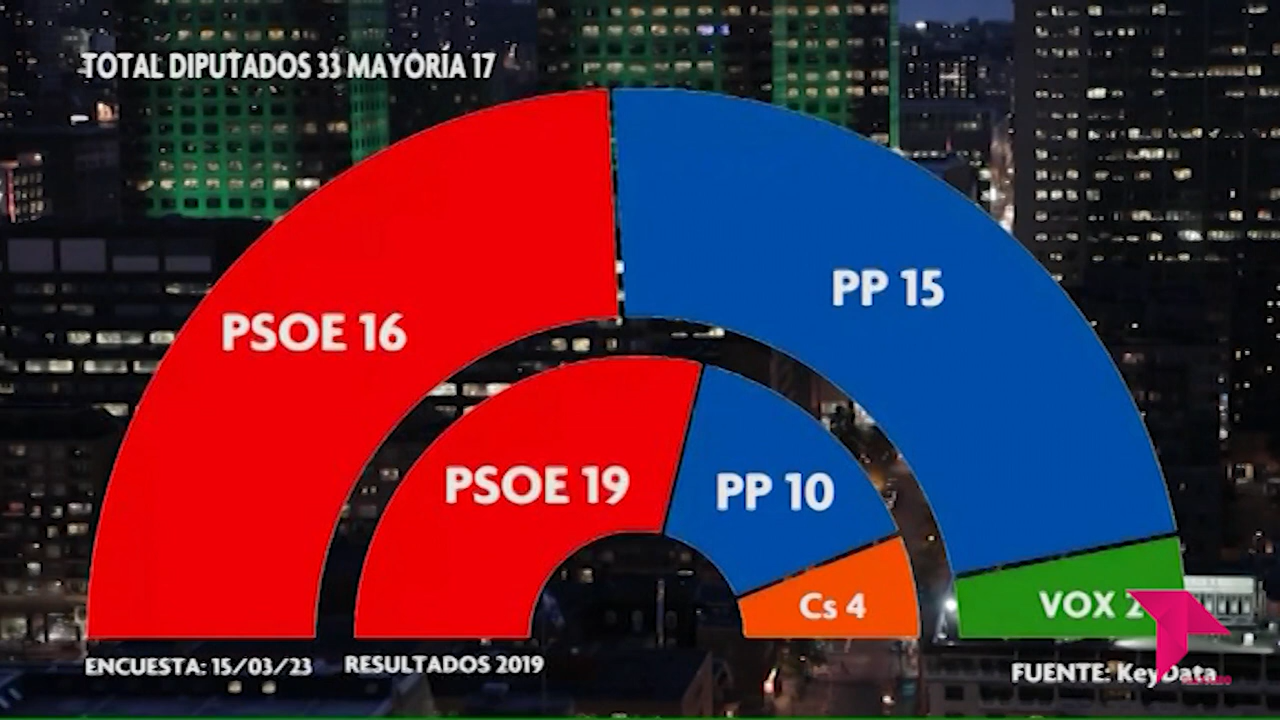 TOTAL DIPUTADOS 33 MAYORÍA 17
PSOE 16
PP 15
PSOE 19
PP 10
Cs 4
VOX 2
ENCUESTA: 15/03/23
RESULTADOS 2019
FUENTE: KeyData